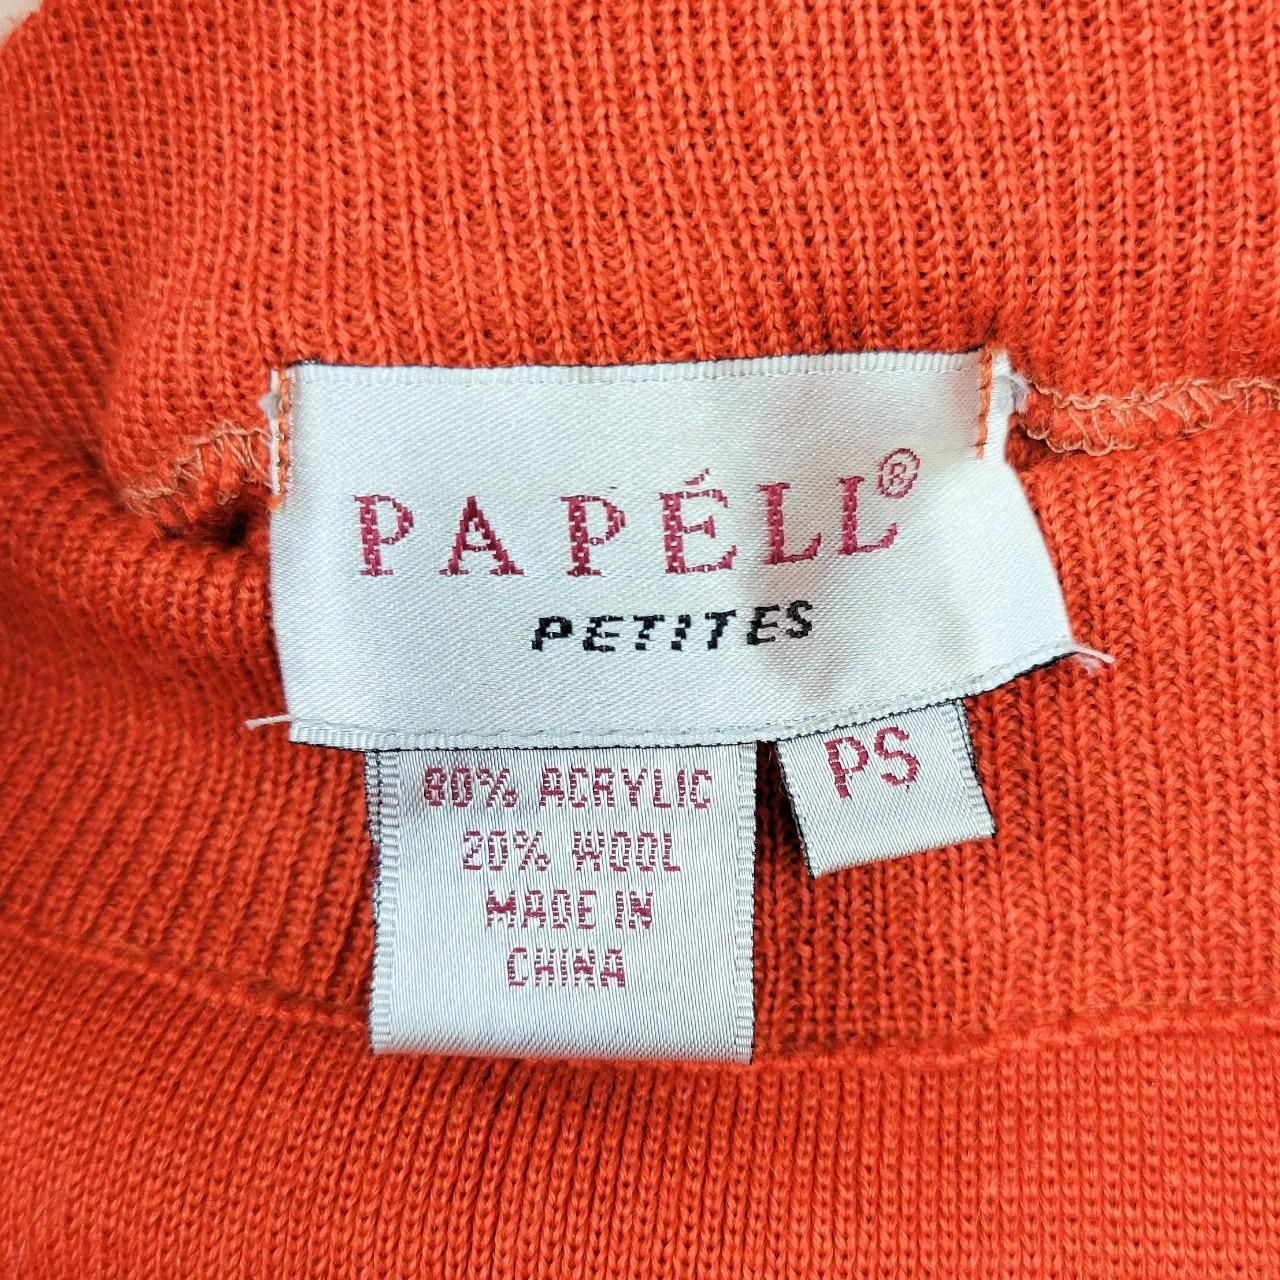 PAPÉLL®
PETITES
PS
80% ACRYLIC
20% WOOL
MADE IN
CHINA